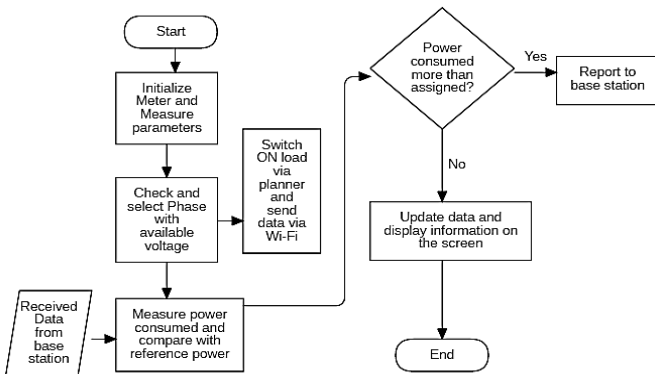 Start
Initialize
Meter and
Measure
parameters
Check and
select Phase
with
available
voltage
Switch
ON load
via
planner
and
send
data via
Wi-Fi
Received
Data
from
base
station
Measure power
consumed and
compare with
reference power
Power
consumed
more than
assigned?
Yes
Report to
base station
No
Update data and
display information on
the screen
End